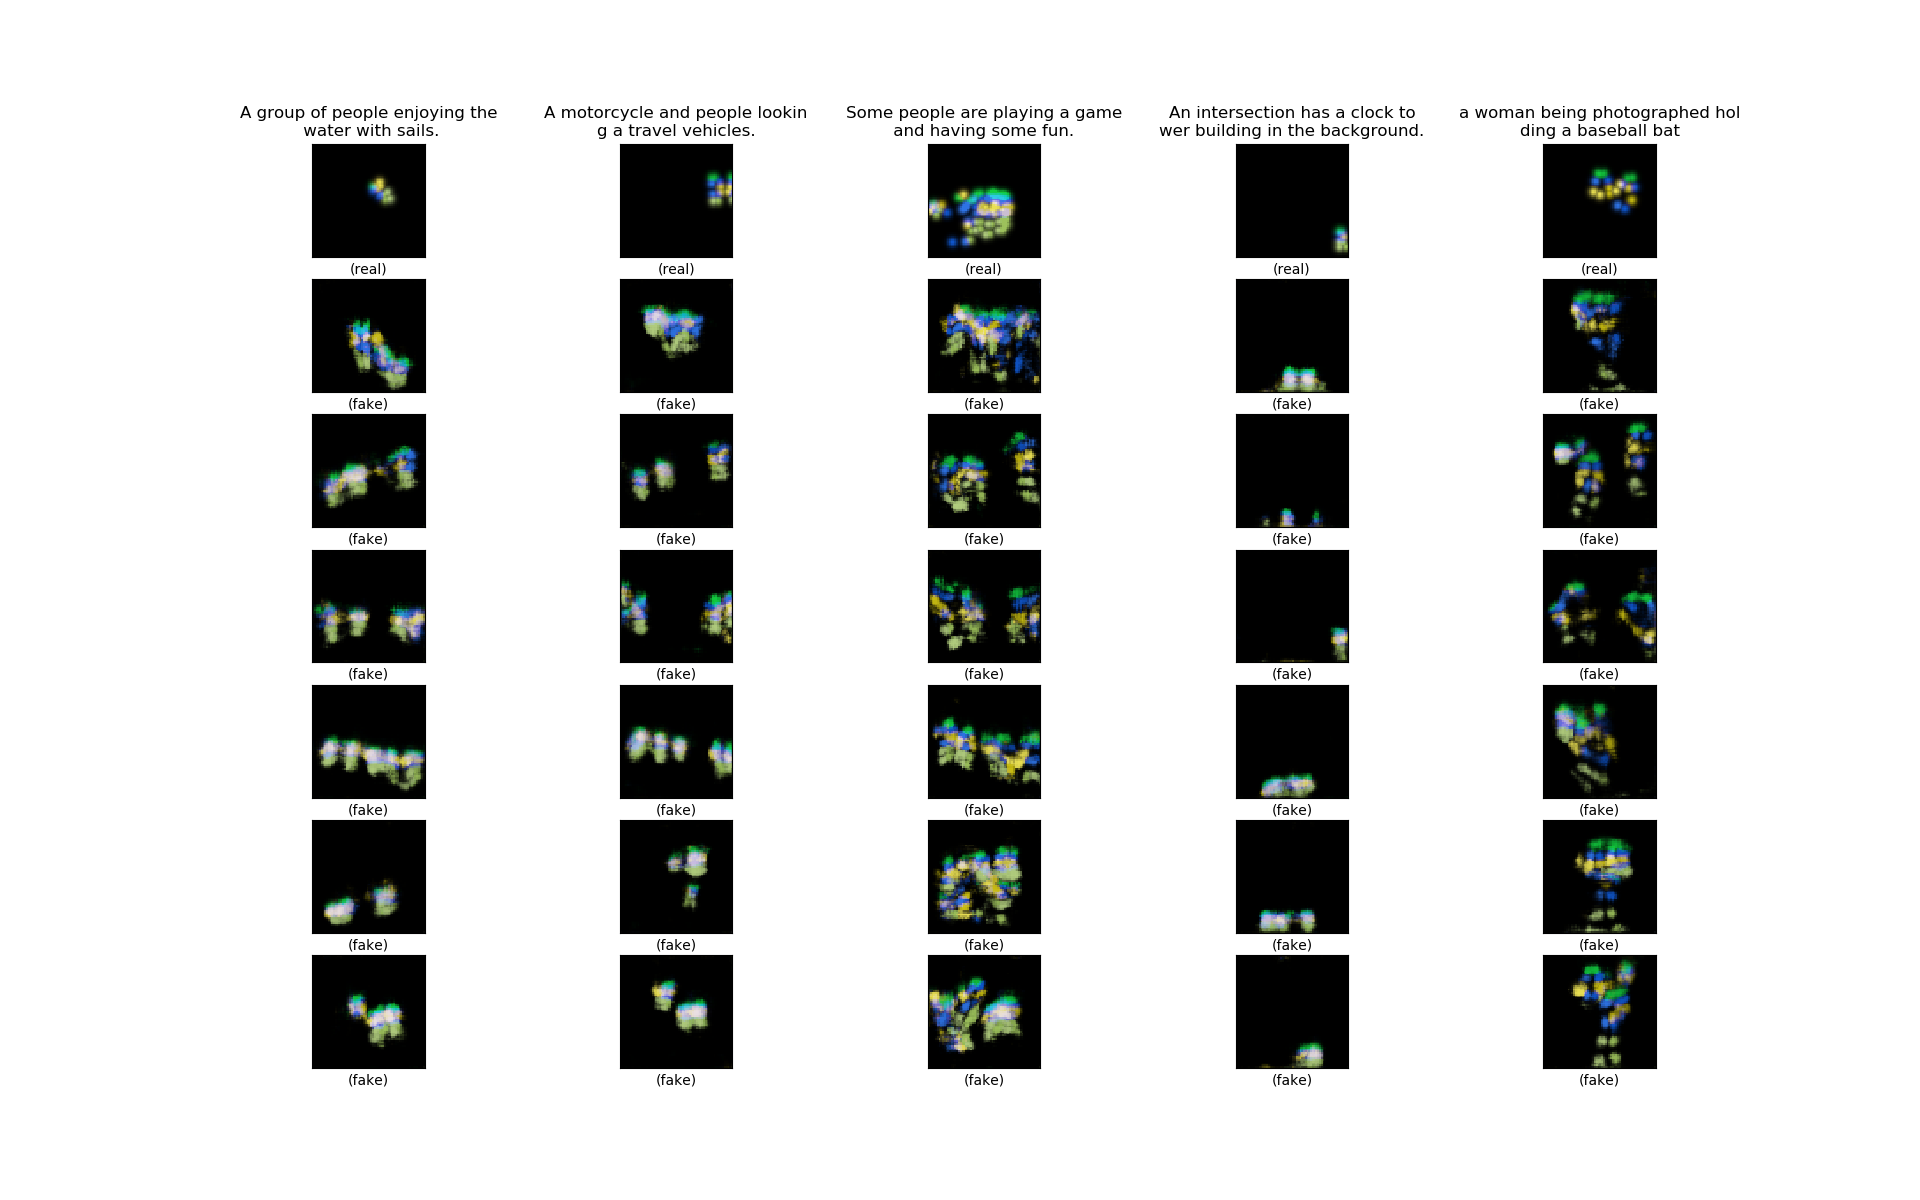 A group of people enjoying the
water with sails.
A motorcycle and people lookin
g a travel vehicles.
Some people are playing a game
and having some fun.
An intersection has a clock to
wer building in the background.
a woman being photographed hol
ding a baseball bat
(real) (real) (real) (real) (real)
(fake) (fake) (fake) (fake) (fake)
(fake) (fake) (fake) (fake) (fake)
(fake) (fake) (fake) (fake) (fake)
(fake) (fake) (fake) (fake) (fake)
(fake) (fake) (fake) (fake) (fake)
(fake) (fake) (fake) (fake) (fake)